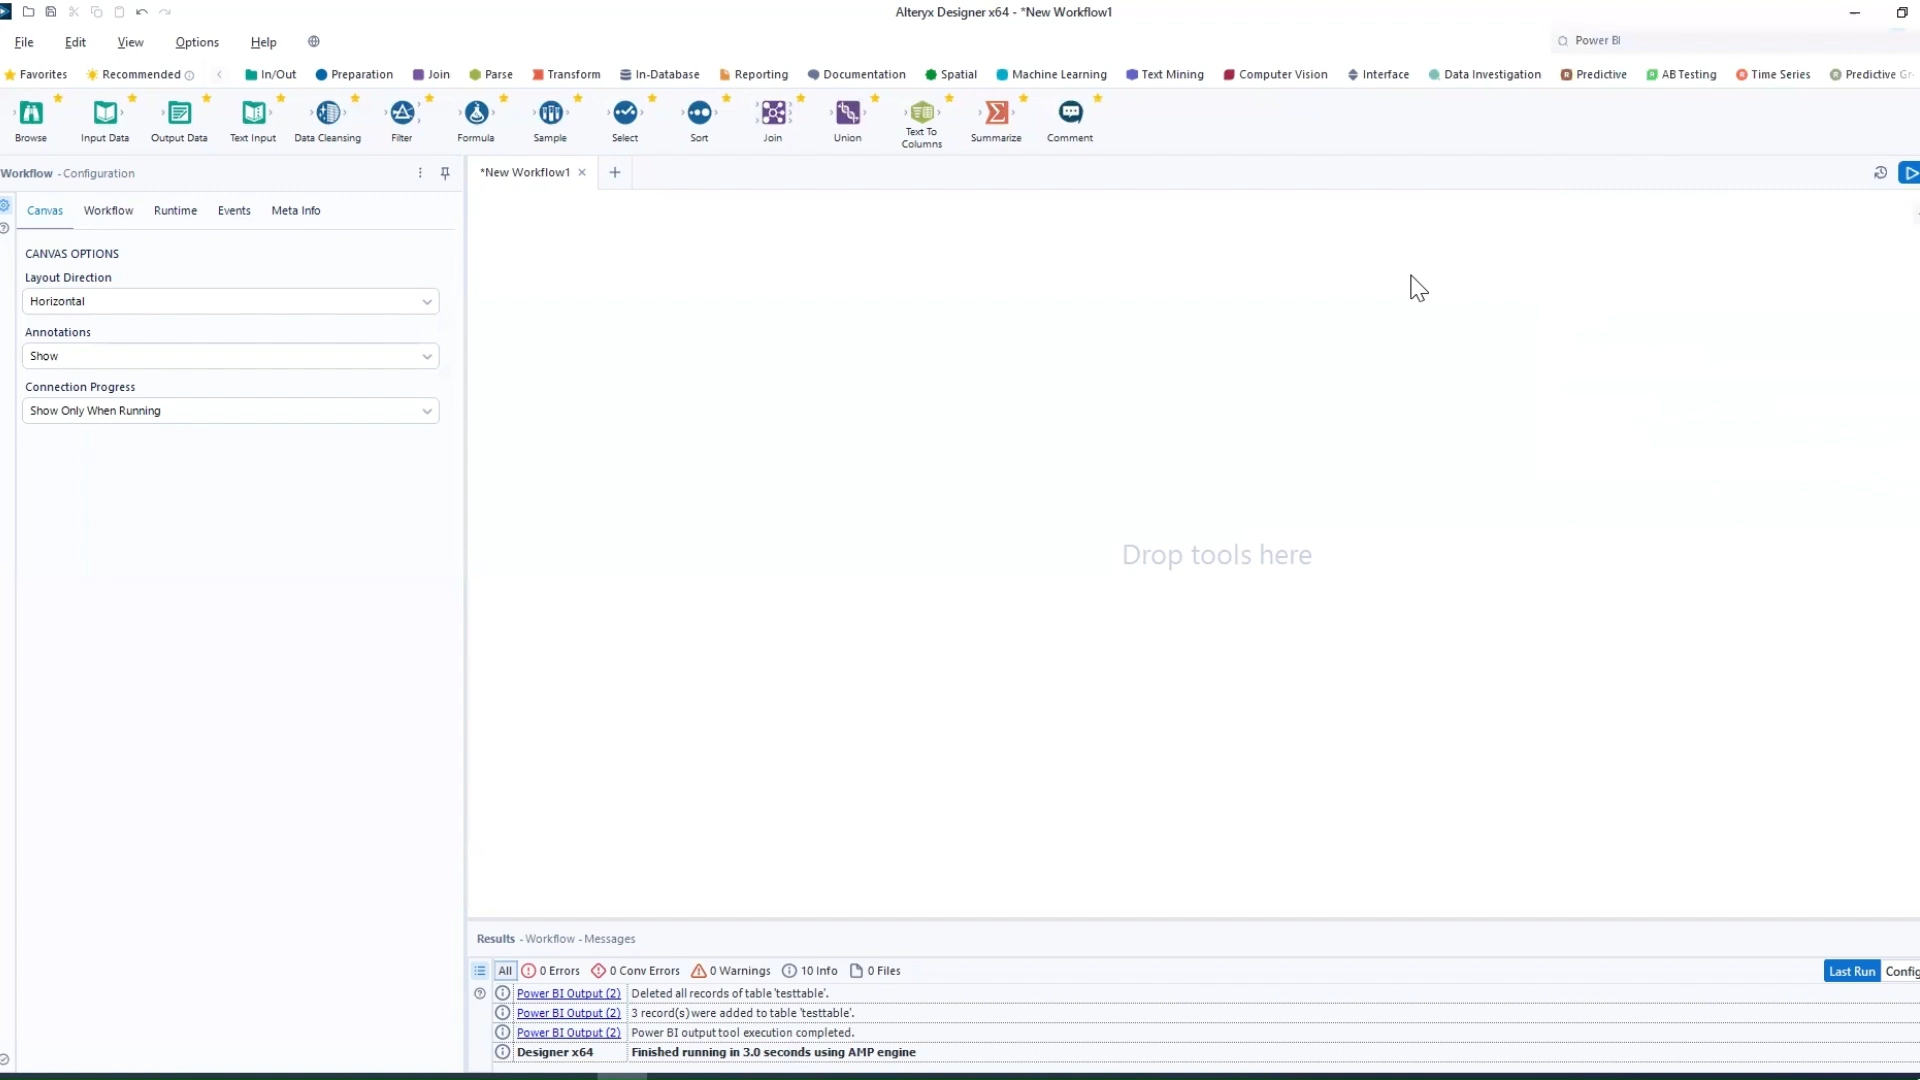 Alteryx Designer x64 - *New Workflow1
File Edit View Options Help
Power BI
Favorites Recommended In/Out Preparation Join Parse Transform In-Database Reporting Documentation Spatial Machine Learning Text Mining Computer Vision Interface Data Investigation Predictive AB Testing Time Series Predictive Gr
Browse Input Data Output Data Text Input Data Cleansing Filter Formula Sample Select Sort Join Union Text To Columns Summarize Comment
Workflow - Configuration
*New Workflow1
Canvas Workflow Runtime Events Meta Info
CANVAS OPTIONS
Layout Direction
Horizontal
Annotations
Show
Connection Progress
Show Only When Running
Drop tools here
Results - Workflow - Messages
All 0 Errors 0 Conv Errors 0 Warnings 10 Info 0 Files Last Run Config
Power BI Output (2) Deleted all records of table 'testtable'.
Power BI Output (2) 3 record(s) were added to table 'testtable'.
Power BI Output (2) Power BI output tool execution completed.
Designer x64 Finished running in 3.0 seconds using AMP engine